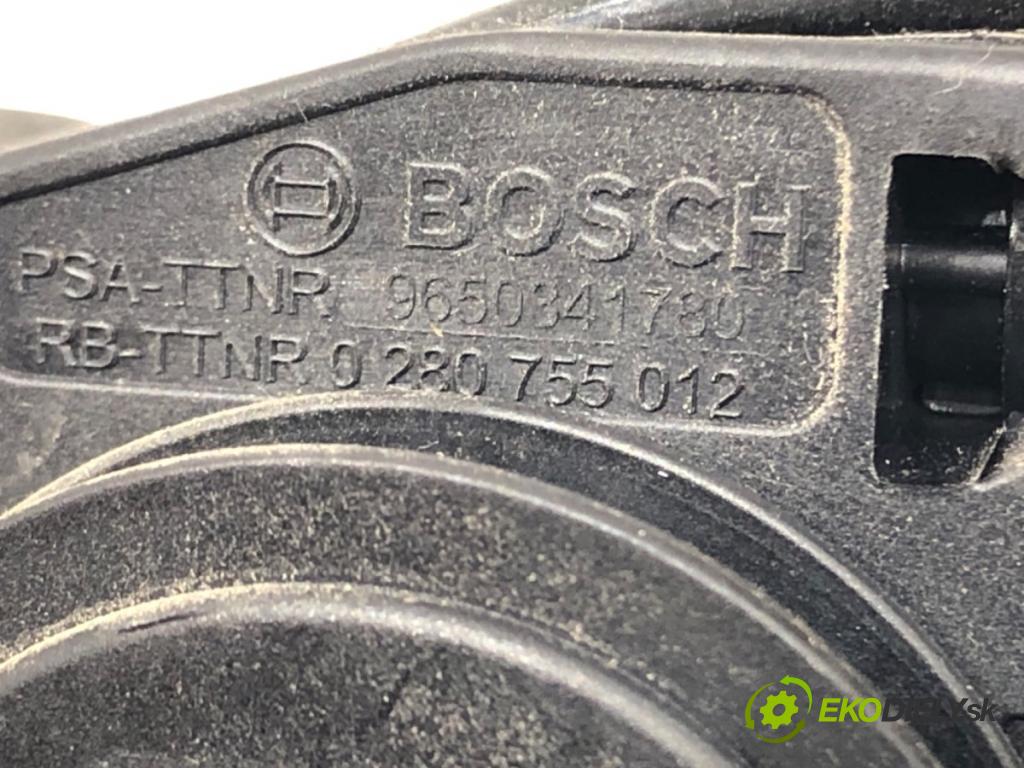 BOSCH
PSA-TTNR 9650341780
RB-TTNR 0 280 755 012
EKODIELY.sk